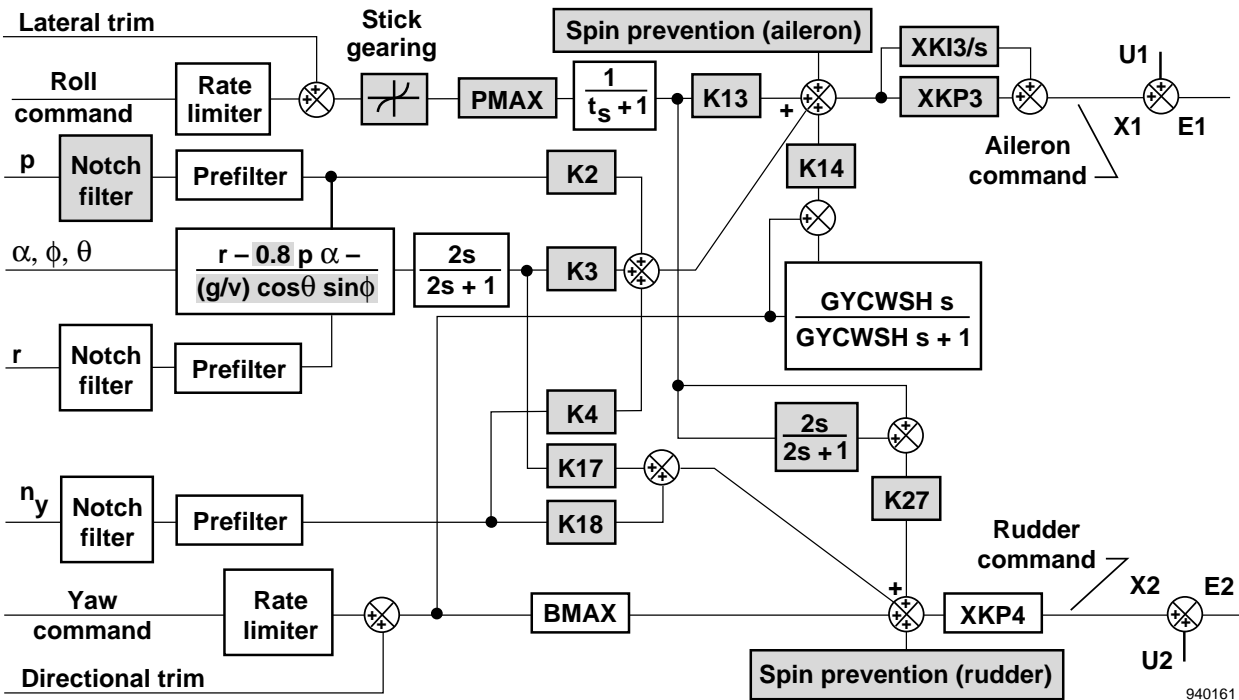 Lateral trim
Stick
gearing
Spin prevention (aileron)
XKI3/s
U1
Roll
command
Rate
limiter
+
+
PMAX
1
t_s + 1
K13
+
+
+
+
XKP3
+
+
+
+
X1
E1
Aileron
command
p
Notch
filter
Prefilter
K2
K14
+
α, ϕ, θ
r – 0.8 p α –
(g/v) cosθ sinϕ
2s
2s + 1
K3
+
+
+
GYCWSH s
GYCWSH s + 1
r
Notch
filter
Prefilter
K4
2s
2s + 1
+
+
K17
+
+
n_y
Notch
filter
Prefilter
K18
K27
Rudder
command
Yaw
command
Rate
limiter
+
+
BMAX
+
+
+
+
XKP4
X2
+
+
E2
U2
Directional trim
Spin prevention (rudder)
940161